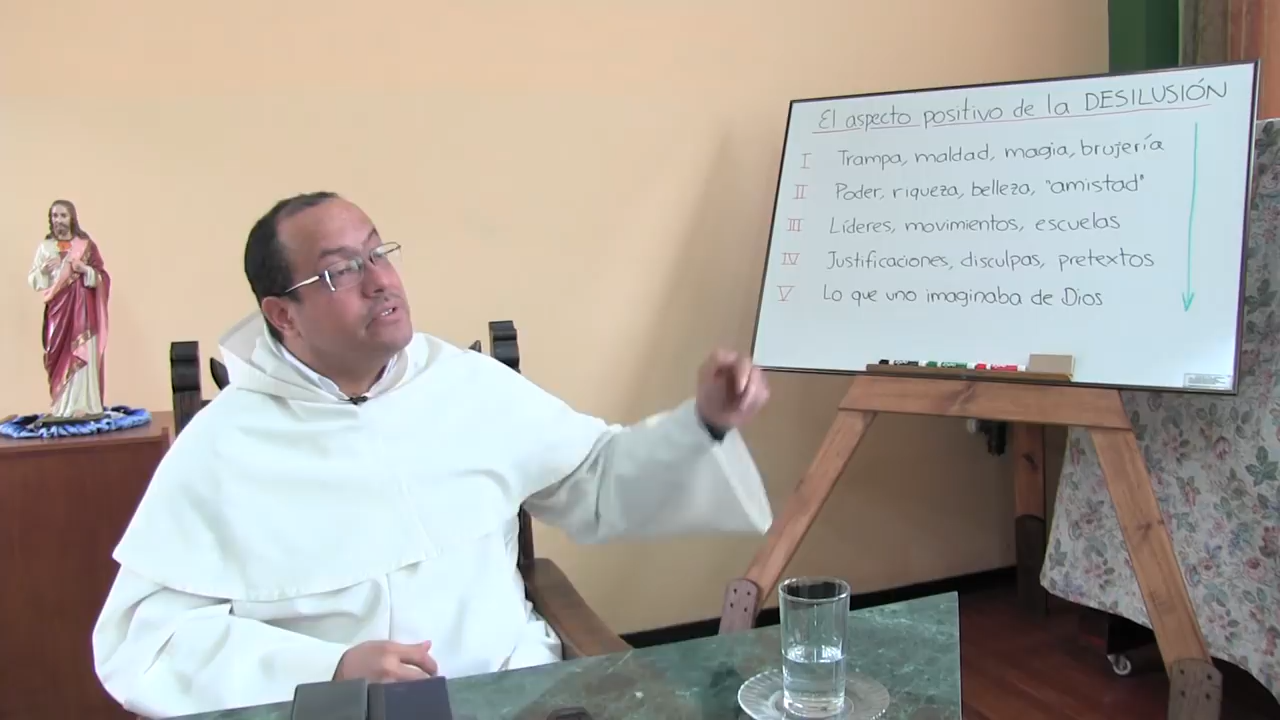 El aspecto positivo de la DESILUSIÓN
I Trampa, maldad, magia, brujería
II Poder, riqueza, belleza, "amistad"
III Líderes, movimientos, escuelas
IV Justificaciones, disculpas, pretextos
V Lo que uno imaginaba de Dios